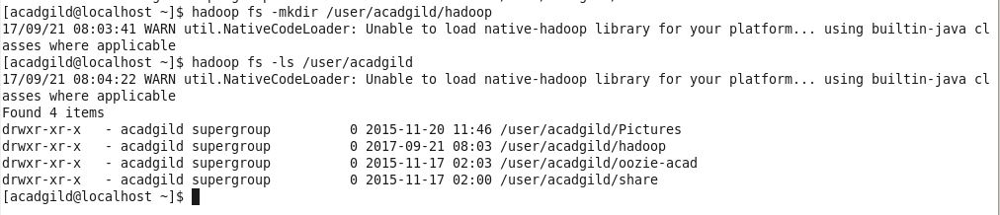 [acadgild@localhost ~]$ hadoop fs -mkdir /user/acadgild/hadoop
17/09/21 08:03:41 WARN util.NativeCodeLoader: Unable to load native-hadoop library for your platform... using builtin-java cl
asses where applicable
[acadgild@localhost ~]$ hadoop fs -ls /user/acadgild
17/09/21 08:04:22 WARN util.NativeCodeLoader: Unable to load native-hadoop library for your platform... using builtin-java cl
asses where applicable
Found 4 items
drwxr-xr-x   - acadgild supergroup          0 2015-11-20 11:46 /user/acadgild/Pictures
drwxr-xr-x   - acadgild supergroup          0 2017-09-21 08:03 /user/acadgild/hadoop
drwxr-xr-x   - acadgild supergroup          0 2015-11-17 02:03 /user/acadgild/oozie-acad
drwxr-xr-x   - acadgild supergroup          0 2015-11-17 02:00 /user/acadgild/share
[acadgild@localhost ~]$